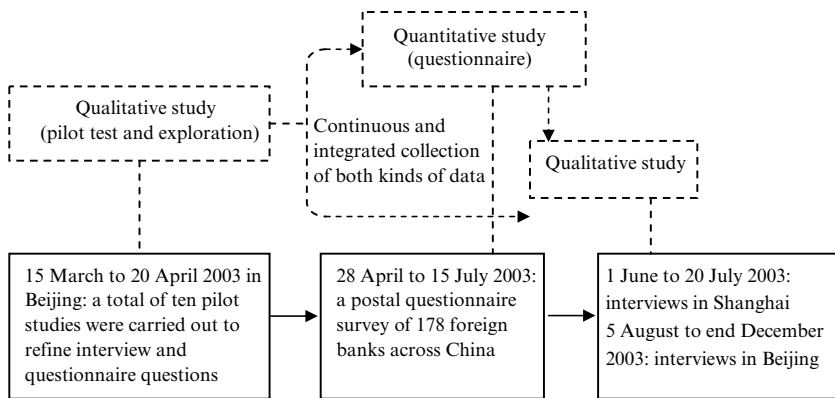 Quantitative study
(questionnaire)
Qualitative study
(pilot test and exploration)
Continuous and
integrated collection
of both kinds of data
Qualitative study
15 March to 20 April 2003 in
Beijing: a total of ten pilot
studies were carried out to
refine interview and
questionnaire questions
28 April to 15 July 2003:
a postal questionnaire
survey of 178 foreign
banks across China
1 June to 20 July 2003:
interviews in Shanghai
5 August to end December
2003: interviews in Beijing